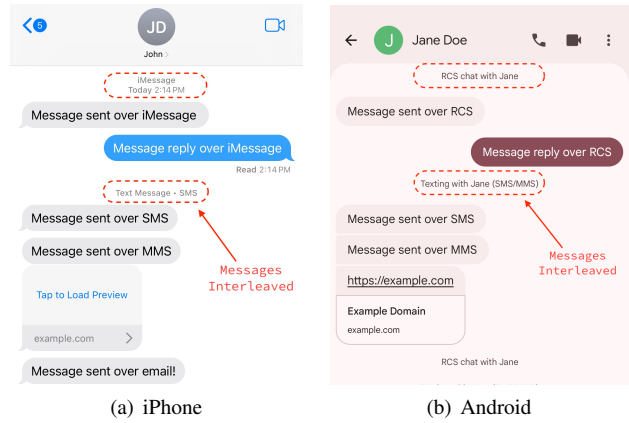 5
JD
John >
iMessage
Today 2:14 PM
Message sent over iMessage
Message reply over iMessage
Read 2:14 PM
Text Message • SMS
Message sent over SMS
Message sent over MMS
Messages
Interleaved
Tap to Load Preview
example.com
Message sent over email!
(a) iPhone
J
Jane Doe
RCS chat with Jane
Message sent over RCS
Message reply over RCS
Texting with Jane (SMS/MMS)
Message sent over SMS
Message sent over MMS
Messages
Interleaved
https://example.com
Example Domain
example.com
RCS chat with Jane
(b) Android